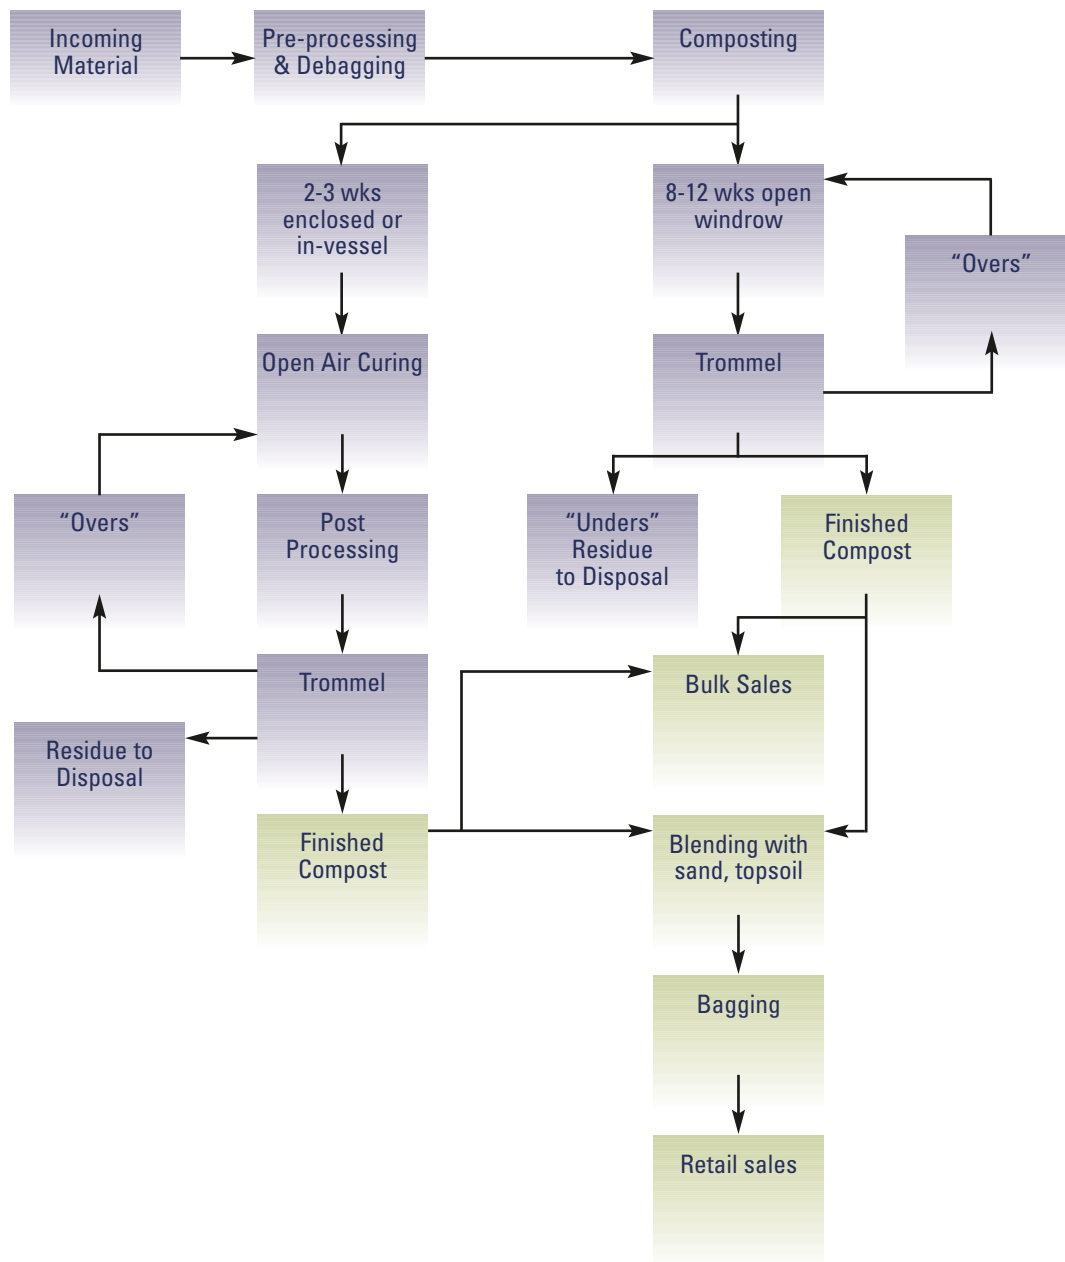 Incoming
Material
Pre-processing
& Debagging
Composting
2-3 wks
enclosed or
in-vessel
8-12 wks open
windrow
“Overs”
Open Air Curing
Trommel
“Overs”
Post
Processing
“Unders”
Residue
to Disposal
Finished
Compost
Trommel
Bulk Sales
Residue to
Disposal
Finished
Compost
Blending with
sand, topsoil
Bagging
Retail sales